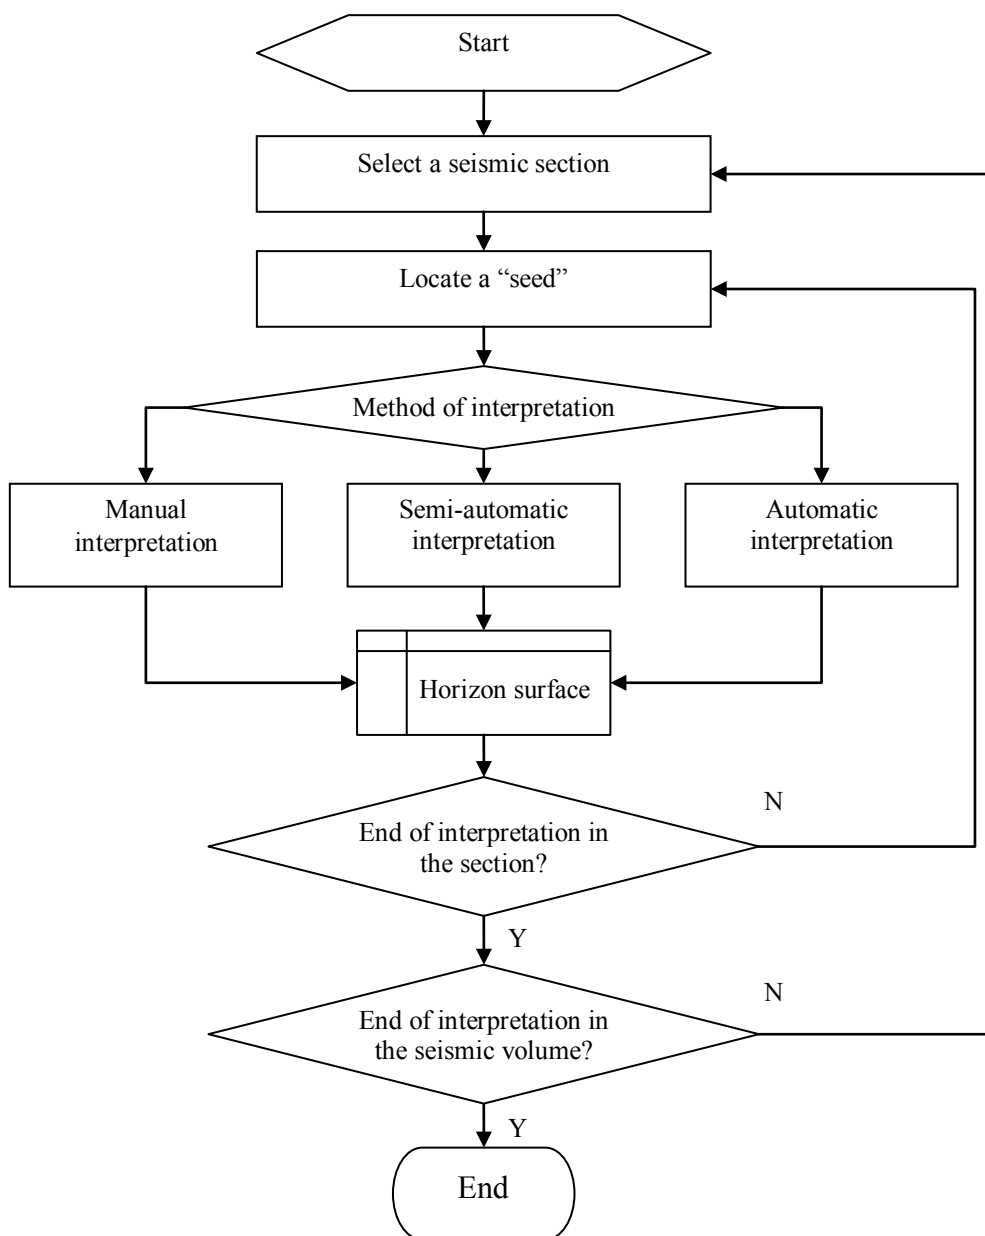 Start
Select a seismic section
Locate a “seed”
Method of interpretation
Manual
interpretation
Semi-automatic
interpretation
Automatic
interpretation
Horizon surface
N
End of interpretation in
the section?
Y
N
End of interpretation in
the seismic volume?
Y
End